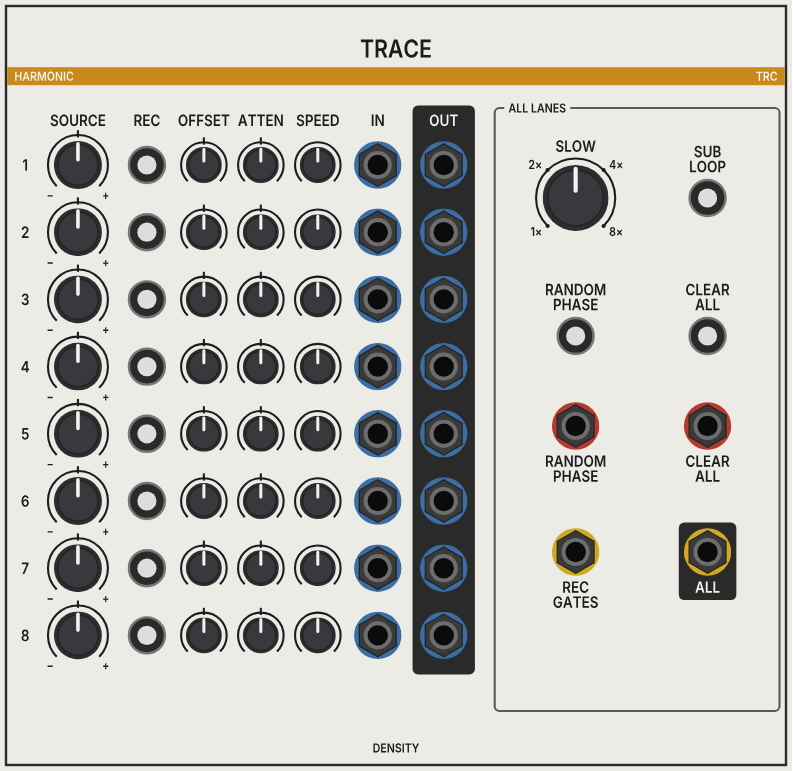 TRACE
HARMONIC TRC
SOURCE REC OFFSET ATTEN SPEED IN OUT
1
- +
2
- +
3
- +
4
- +
5
- +
6
- +
7
- +
8
- +
ALL LANES
SLOW
2× 4×
1× 8×
SUB
LOOP
RANDOM
PHASE
CLEAR
ALL
RANDOM
PHASE
CLEAR
ALL
REC
GATES
ALL
DENSITY